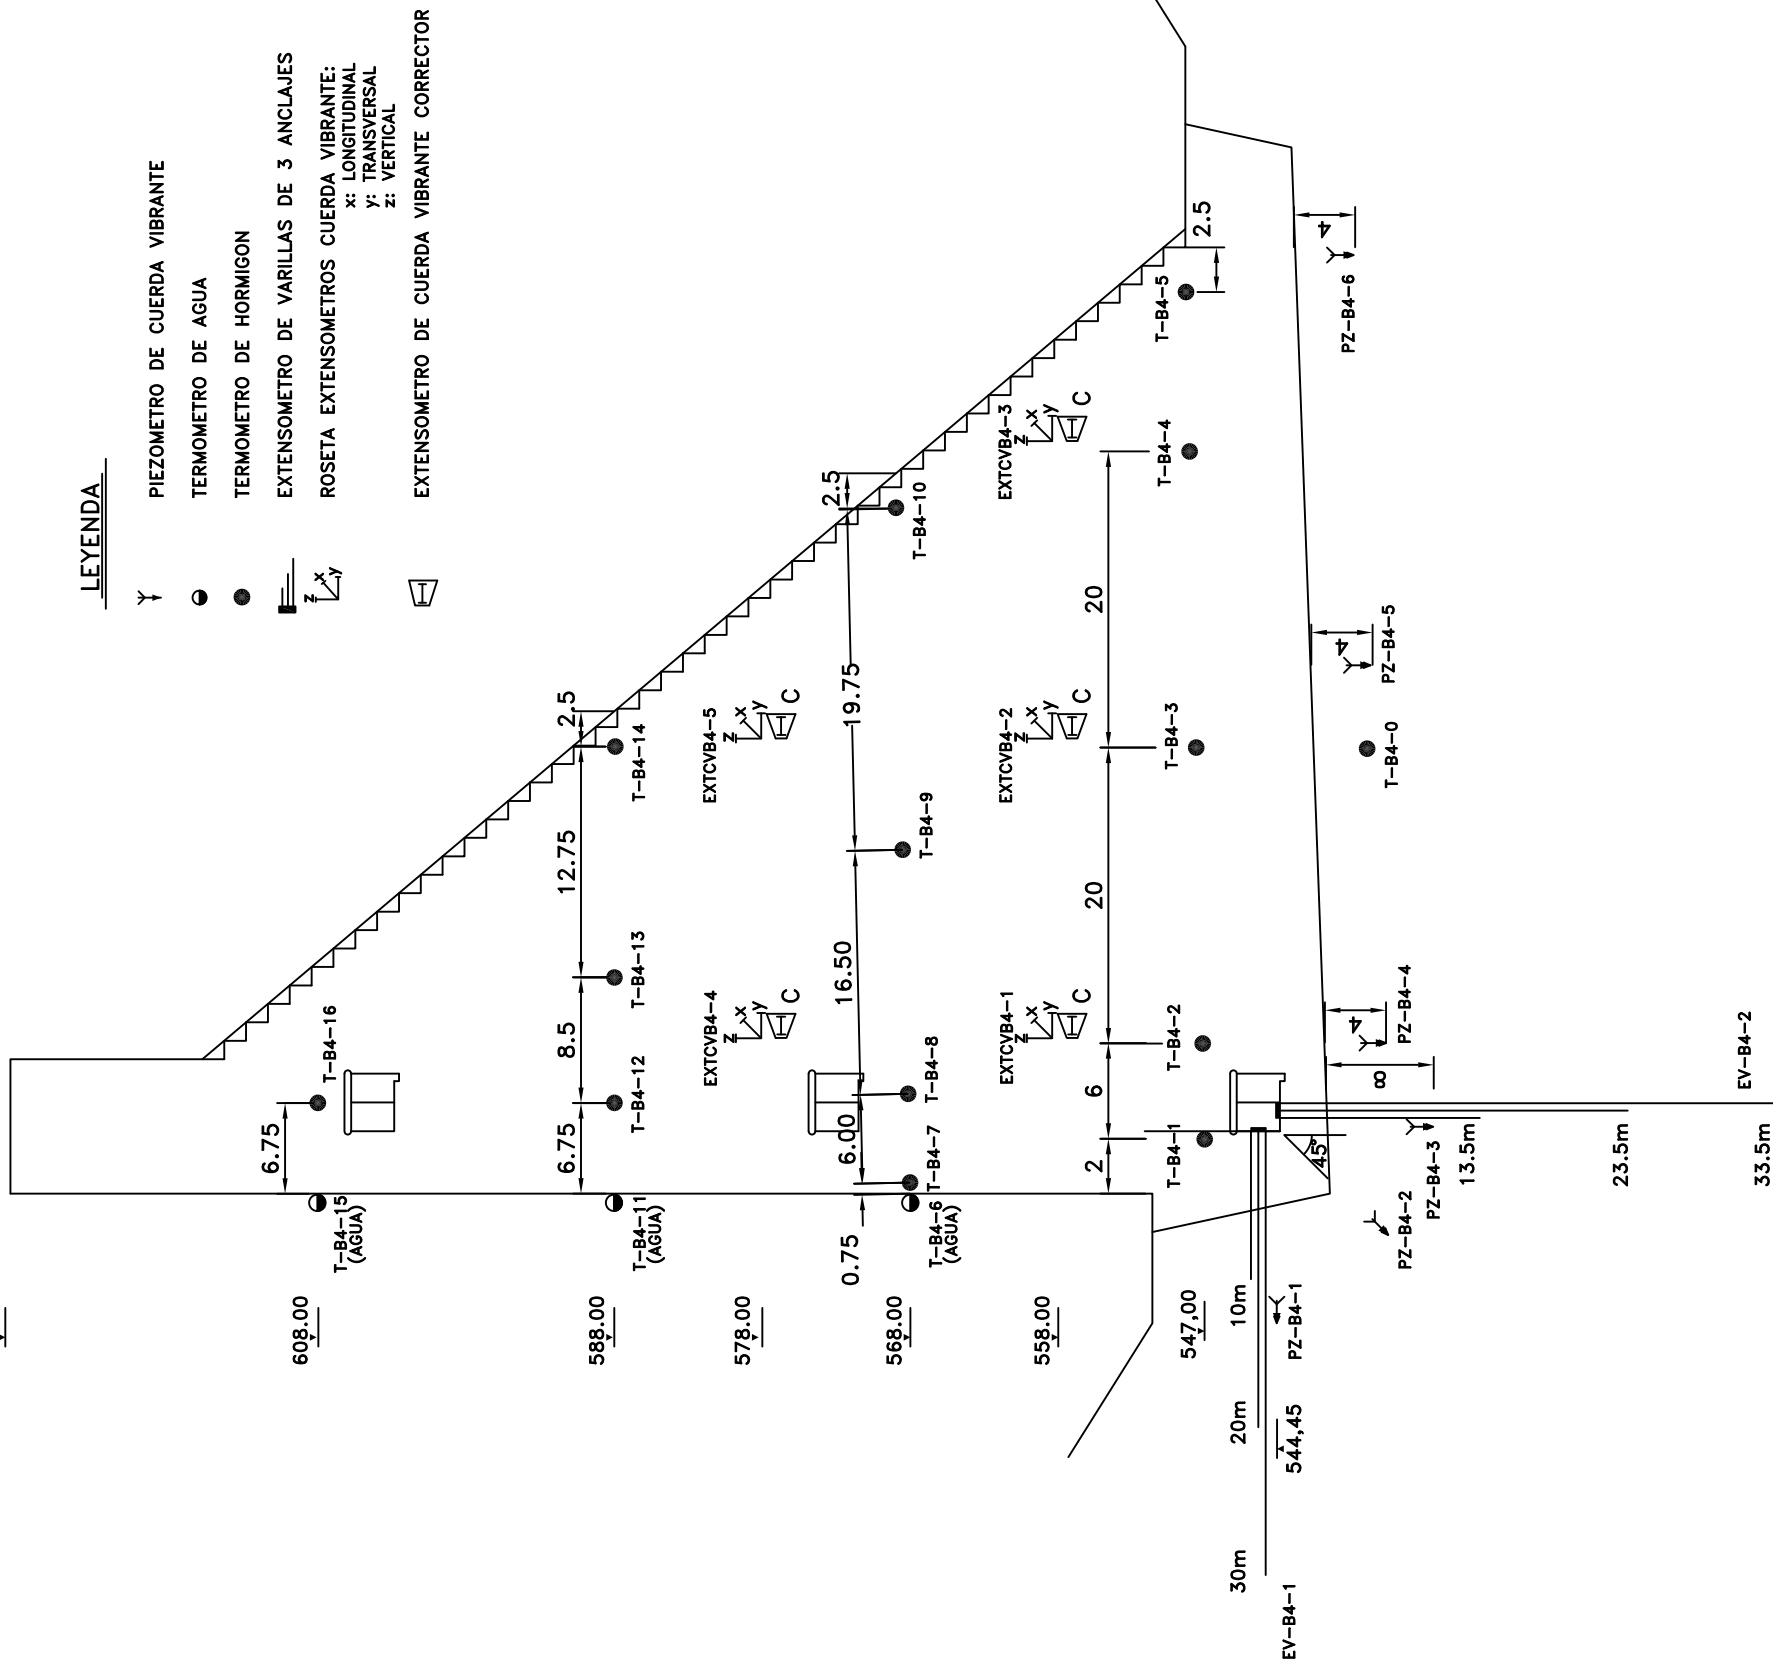 LEYENDA
PIEZOMETRO DE CUERDA VIBRANTE
TERMOMETRO DE AGUA
TERMOMETRO DE HORMIGON
EXTENSOMETRO DE VARILLAS DE 3 ANCLAJES
z x y
ROSETA EXTENSOMETROS CUERDA VIBRANTE:
x: LONGITUDINAL
y: TRANSVERSAL
z: VERTICAL
I
EXTENSOMETRO DE CUERDA VIBRANTE CORRECTOR
608.00
T-B4-15
(AGUA)
6.75
T-B4-16
588.00
T-B4-11
(AGUA)
6.75
8.5
12.75
2.5
T-B4-12
T-B4-13
T-B4-14
578.00
EXTCVB4-4
z x y
I C
EXTCVB4-5
z x y
I C
568.00
0.75
6.00
16.50
19.75
2.5
T-B4-6
(AGUA)
T-B4-7
T-B4-8
T-B4-9
T-B4-10
558.00
EXTCVB4-1
z x y
I C
EXTCVB4-2
z x y
I C
EXTCVB4-3
z x y
I C
2
6
20
20
547,00
T-B4-1
T-B4-2
T-B4-3
T-B4-4
T-B4-5
2.5
30m
20m
10m
EV-B4-1
544,45
PZ-B4-1
45°
PZ-B4-2
PZ-B4-3
8
4
PZ-B4-4
T-B4-0
4
PZ-B4-5
4
PZ-B4-6
13.5m
23.5m
33.5m
EV-B4-2